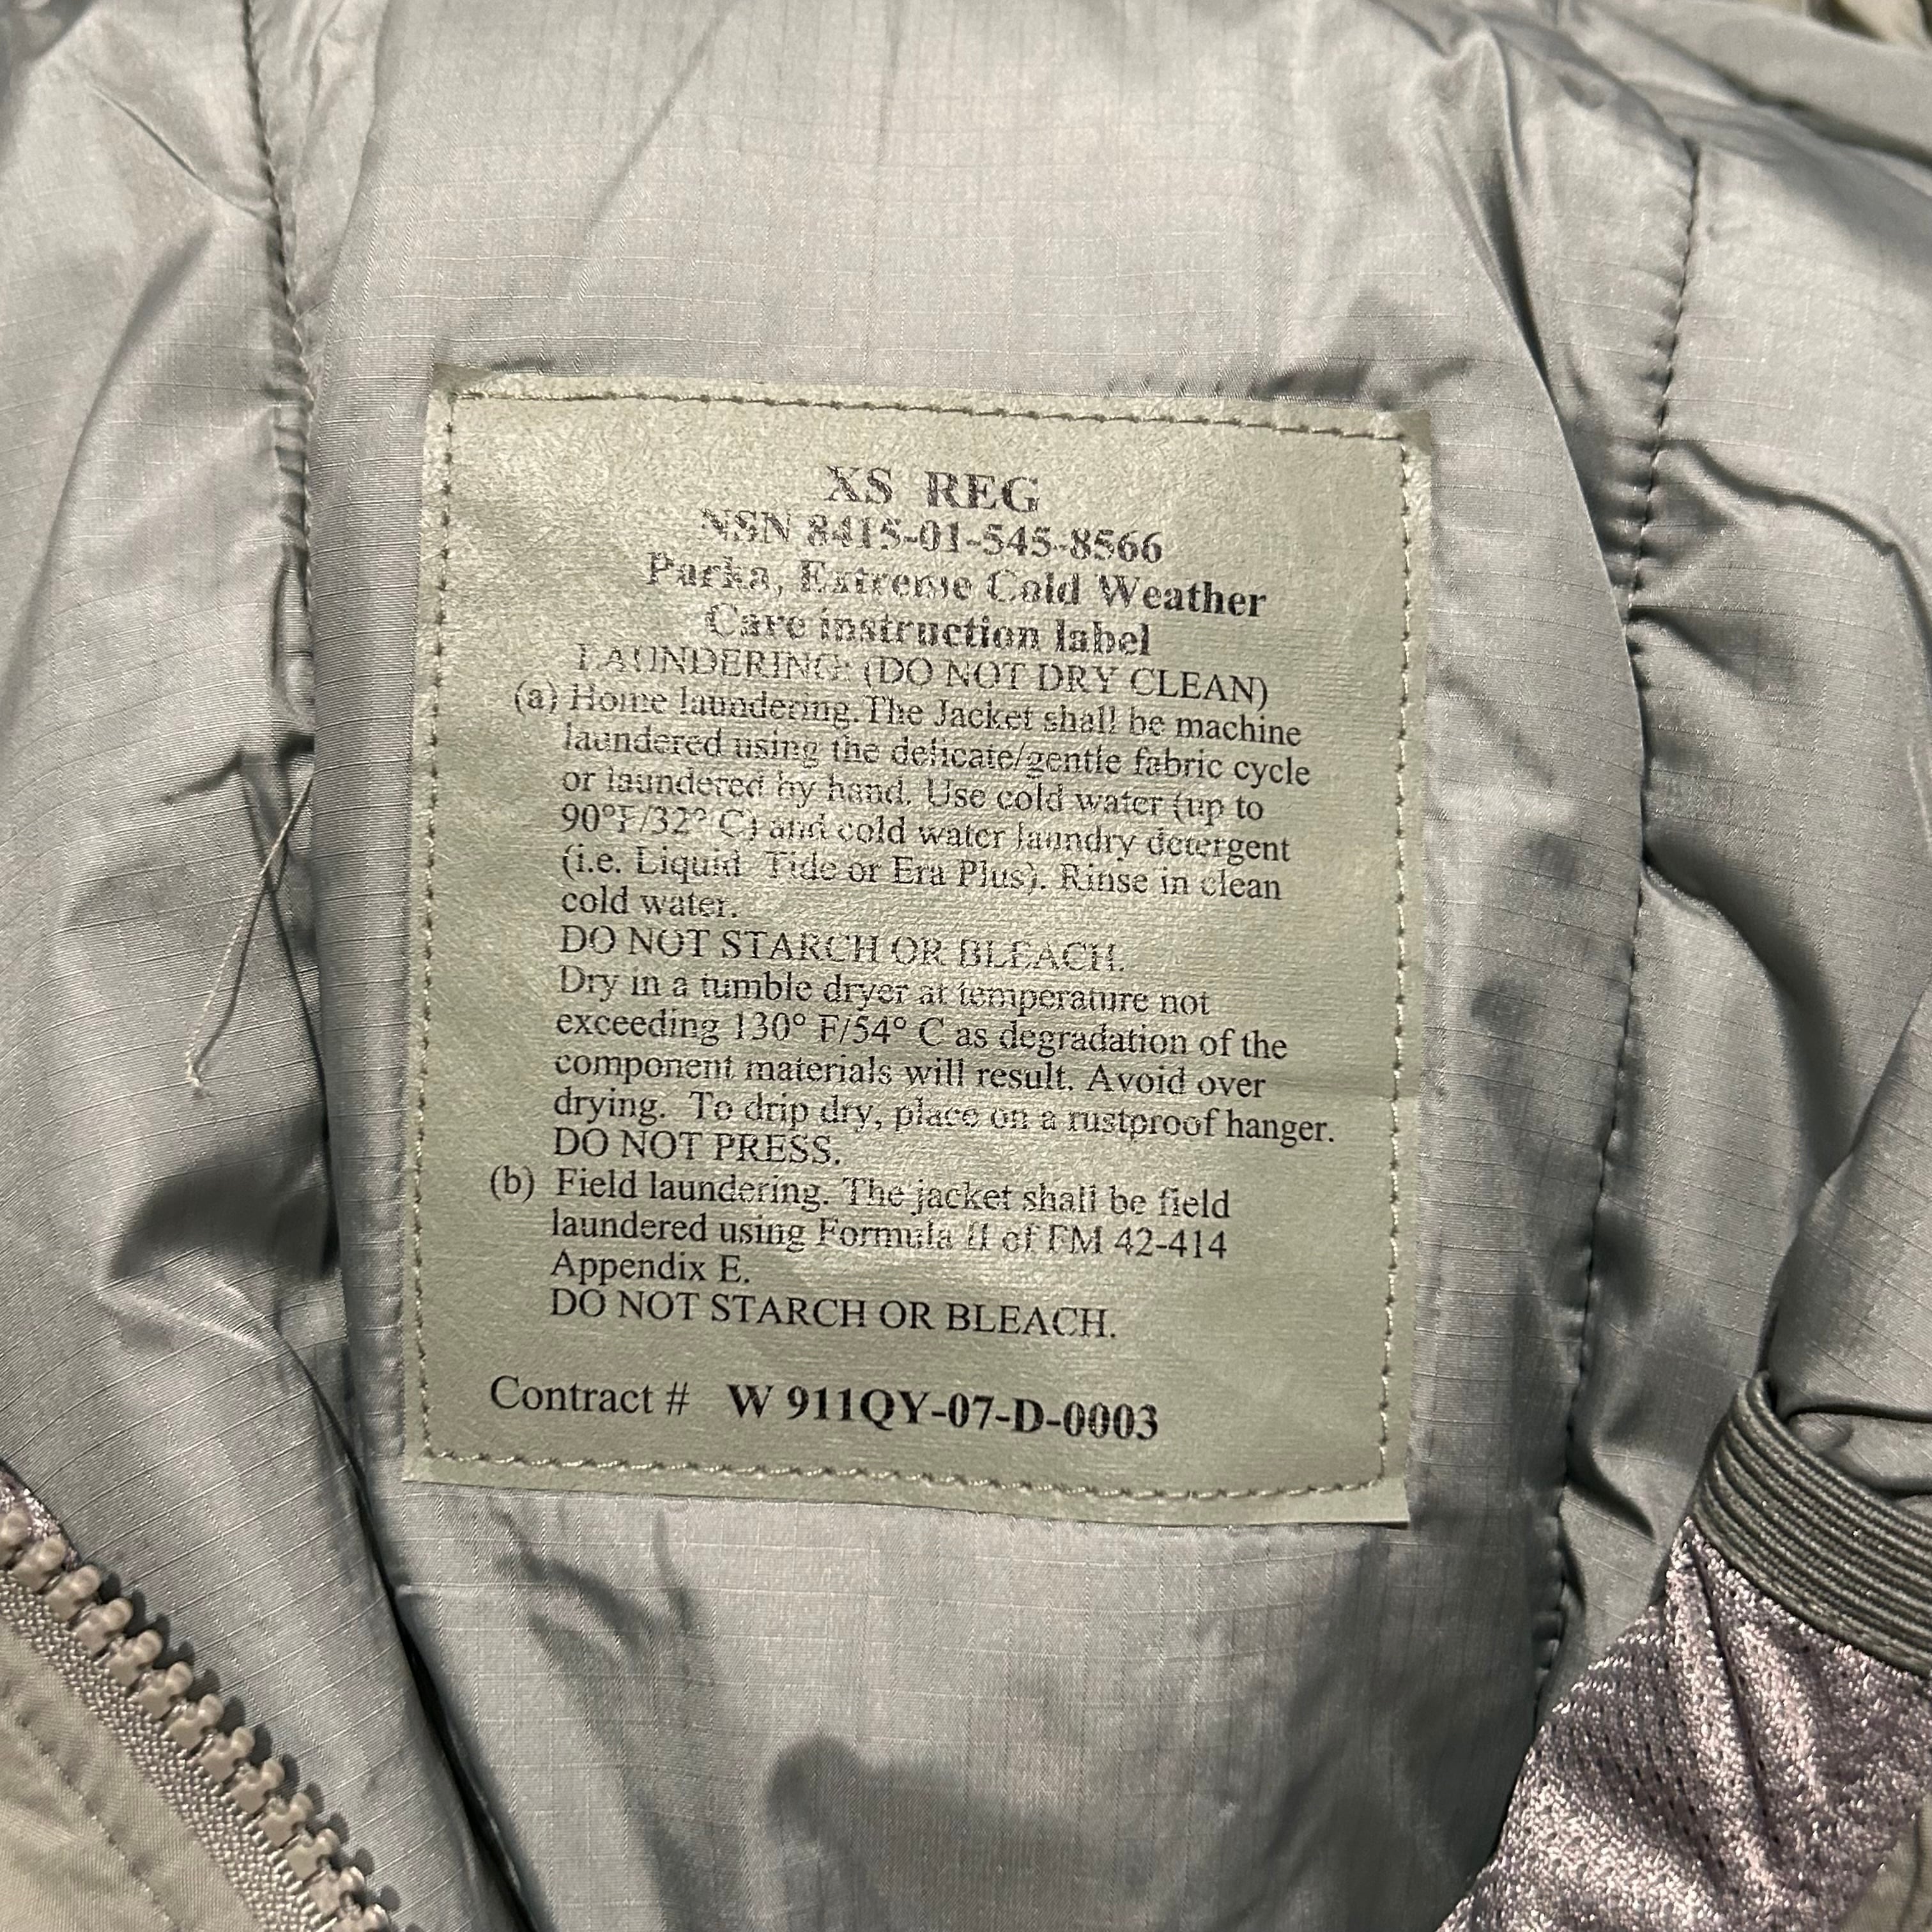 XS REG
NSN 8415-01-545-8566
Parka, Extreme Cold Weather
Care instruction label
LAUNDERING: (DO NOT DRY CLEAN)
(a) Home laundering. The Jacket shall be machine
laundered using the delicate/gentle fabric cycle
or laundered by hand. Use cold water (up to
90°F/32° C) and cold water laundry detergent
(i.e. Liquid Tide or Era Plus). Rinse in clean
cold water.
DO NOT STARCH OR BLEACH.
Dry in a tumble dryer at temperature not
exceeding 130° F/54° C as degradation of the
component materials will result. Avoid over
drying. To drip dry, place on a rustproof hanger.
DO NOT PRESS.
(b) Field laundering. The jacket shall be field
laundered using Formula II of FM 42-414
Appendix E.
DO NOT STARCH OR BLEACH.
Contract # W 911QY-07-D-0003